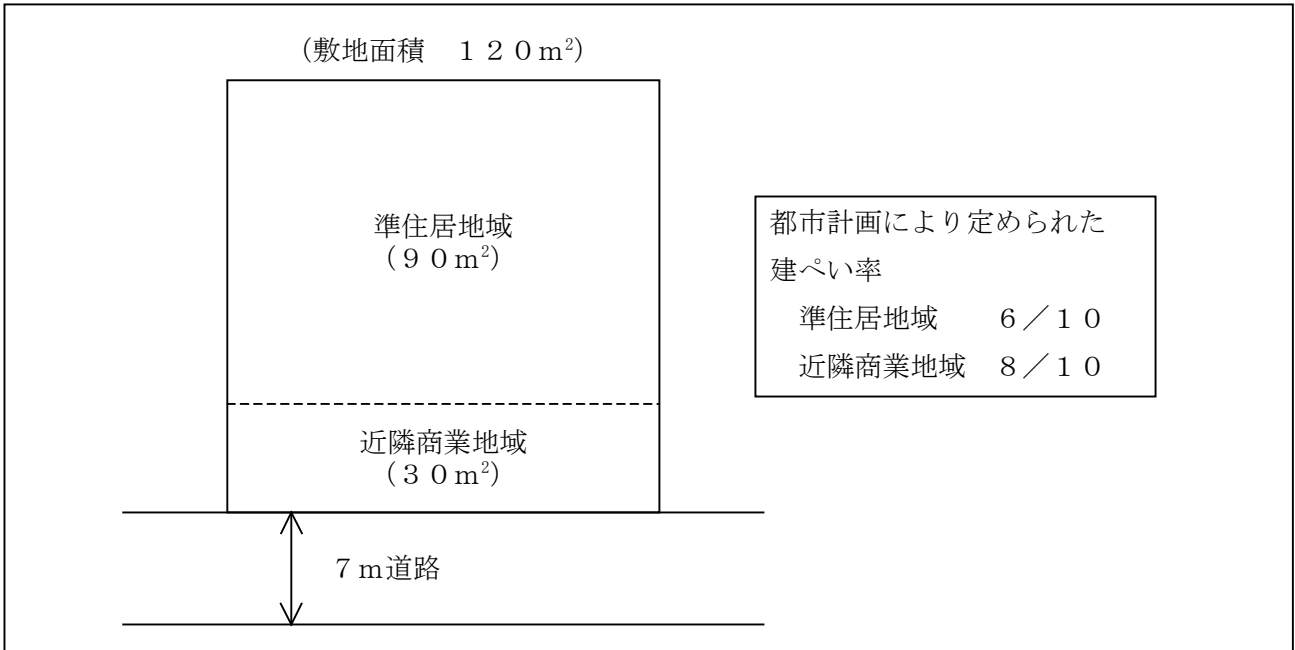 (敷地面積　１２０m²)
準住居地域
(９０m²)
近隣商業地域
(３０m²)
７m道路
都市計画により定められた
建ぺい率
準住居地域　　６／１０
近隣商業地域　８／１０